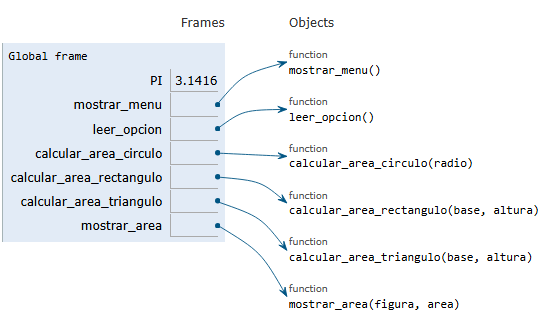 Frames Objects
Global frame
PI 3.1416
mostrar_menu
leer_opcion
calcular_area_circulo
calcular_area_rectangulo
calcular_area_triangulo
mostrar_area
function
mostrar_menu()
function
leer_opcion()
function
calcular_area_circulo(radio)
function
calcular_area_rectangulo(base, altura)
function
calcular_area_triangulo(base, altura)
function
mostrar_area(figura, area)